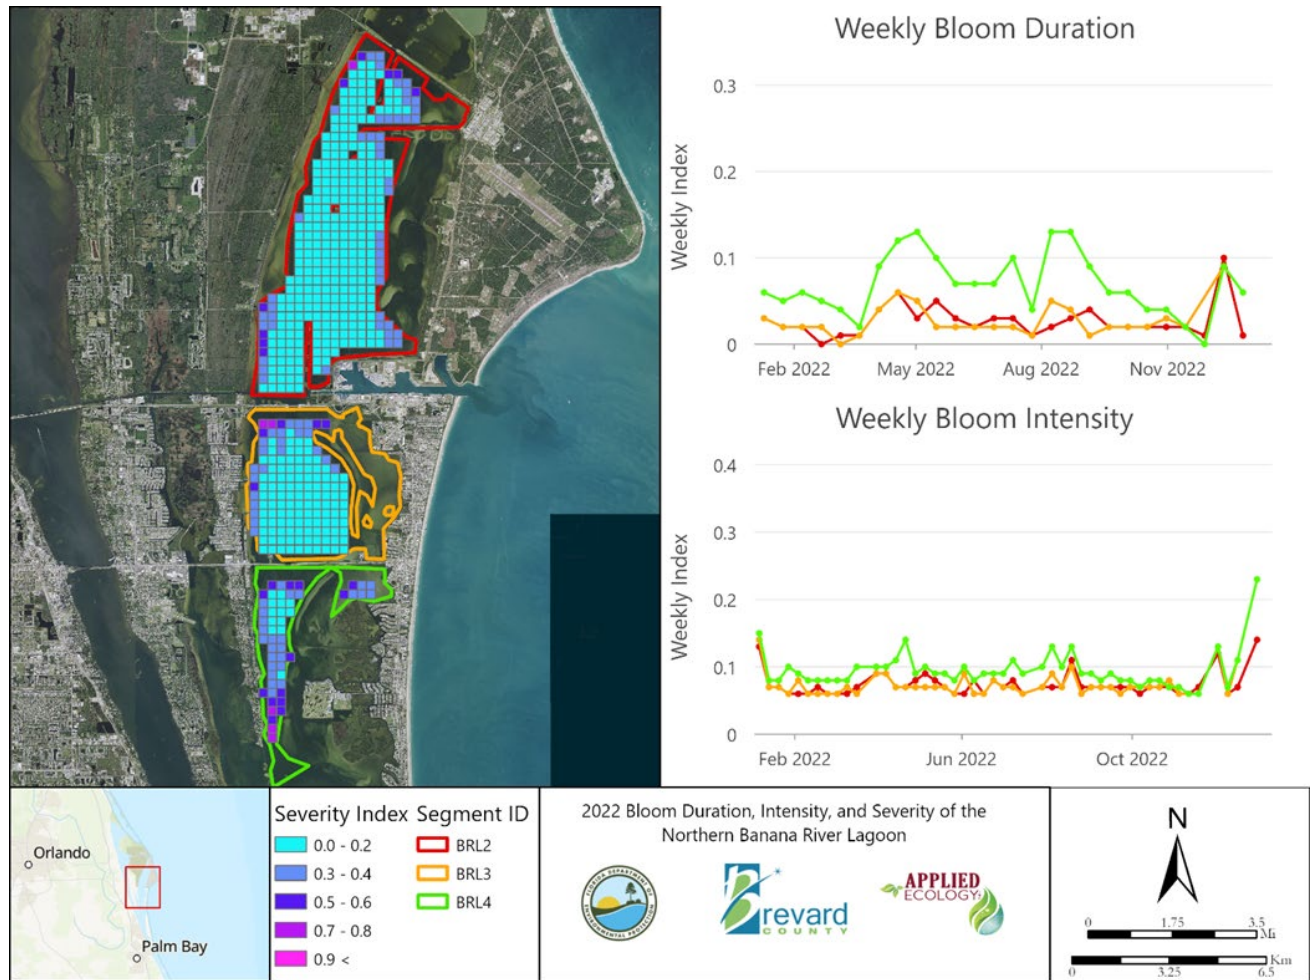 Weekly Bloom Duration
Weekly Index
0.3
0.2
0.1
0
Feb 2022
May 2022
Aug 2022
Nov 2022
Weekly Bloom Intensity
Weekly Index
0.4
0.3
0.2
0.1
0
Feb 2022
Jun 2022
Oct 2022
Orlando
Palm Bay
Severity Index
0.0 - 0.2
0.3 - 0.4
0.5 - 0.6
0.7 - 0.8
0.9 <
Segment ID
BRL2
BRL3
BRL4
2022 Bloom Duration, Intensity, and Severity of the
Northern Banana River Lagoon
FLORIDA DEPARTMENT OF
ENVIRONMENTAL PROTECTION
Brevard
COUNTY
APPLIED
ECOLOGY
N
0 1.75 3.5
Mi
Km
0 3.25 6.5